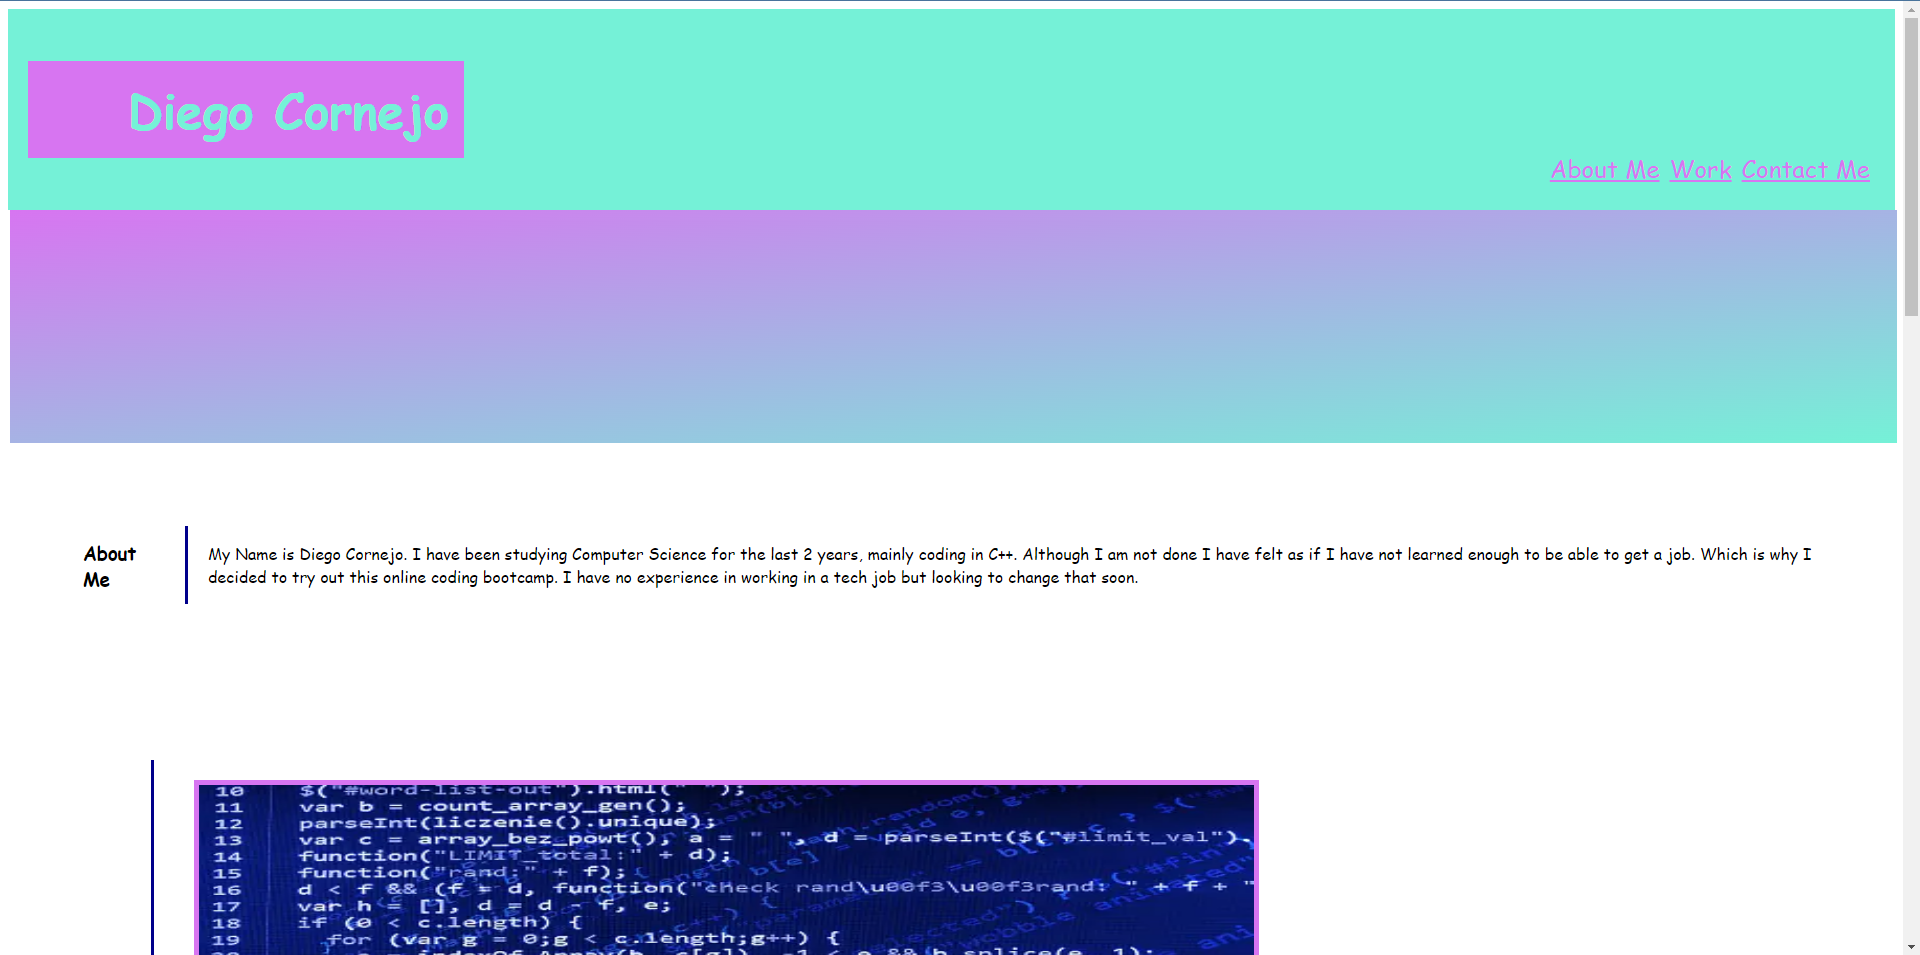 Diego Cornejo
About Me Work Contact Me
About
Me
My Name is Diego Cornejo. I have been studying Computer Science for the last 2 years, mainly coding in C++. Although I am not done I have felt as if I have not learned enough to be able to get a job. Which is why I
decided to try out this online coding bootcamp. I have no experience in working in a tech job but looking to change that soon.
10 $("#word-list-out").html(" ");
11 var b = count_array_gen();
12 parseInt(liczenie().unique);
13 var c = array_bez_powt(), a = " ", d = parseInt($("#limit_val").
14 function("LIMIT_total:" + d);
15 function("rand:" + f);
16 d < f && (f = d, function("check rand\u00f3\u00f3rand: " + f + "
17 var h = [], d = d - f, e;
18 if (0 < c.length) {
19 for (var g = 0;g < c.length;g++) {